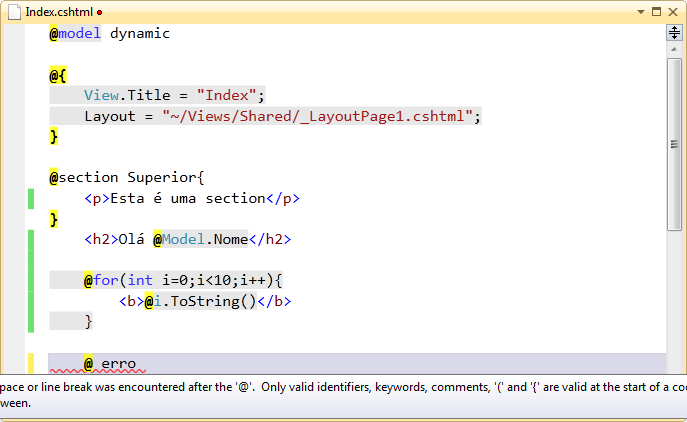 Index.cshtml
@model dynamic
@{
View.Title = "Index";
Layout = "~/Views/Shared/_LayoutPage1.cshtml";
}
@section Superior{
<p>Esta é uma section</p>
}
<h2>Olá @Model.Nome</h2>
@for(int i=0;i<10;i++){
<b>@i.ToString()</b>
}
@ erro
pace or line break was encountered after the '@'. Only valid identifiers, keywords, comments, '(' and '{' are valid at the start of a co
ween.